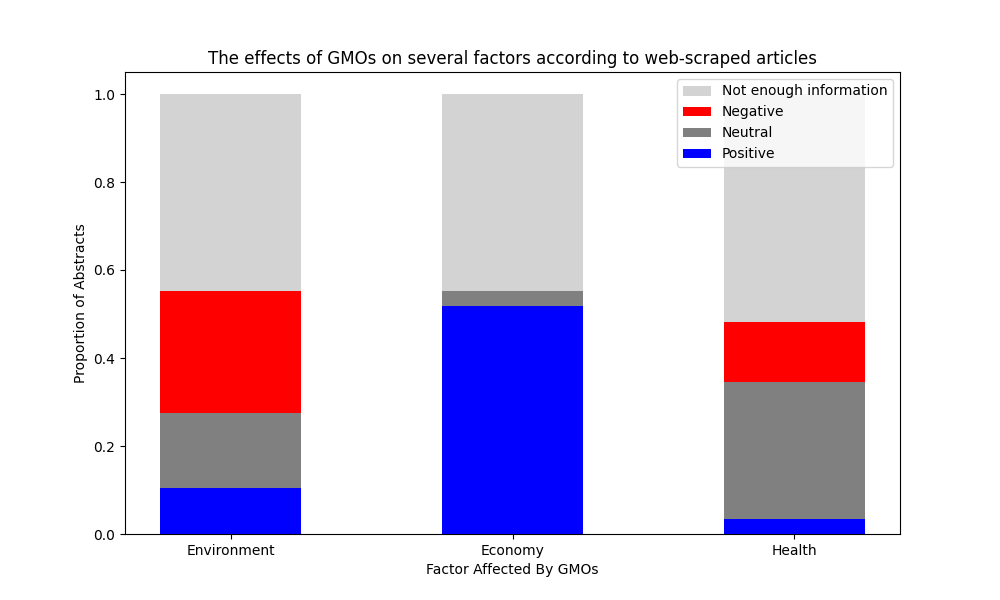 The effects of GMOs on several factors according to web-scraped articles
Not enough information
Negative
Neutral
Positive
1.0
0.8
0.6
0.4
0.2
0.0
Proportion of Abstracts
Environment
Economy
Health
Factor Affected By GMOs